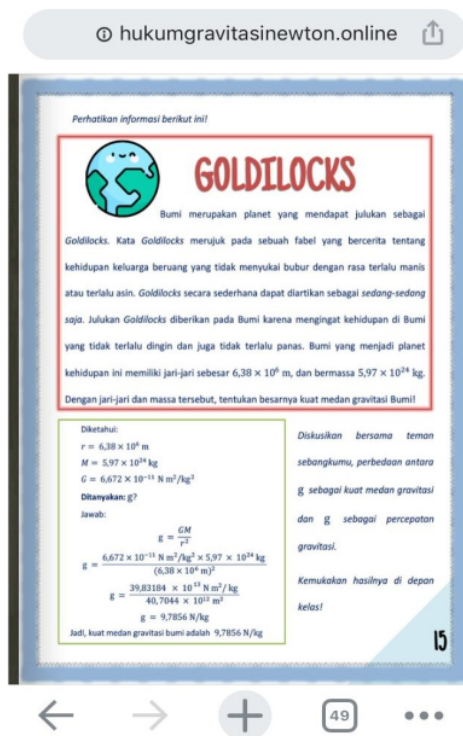 hukumgravitasinewton.online
Perhatikan informasi berikut ini!
GOLDILOCKS
Bumi merupakan planet yang mendapat julukan sebagai
Goldilocks. Kata Goldilocks merujuk pada sebuah fabel yang bercerita tentang
kehidupan keluarga beruang yang tidak menyukai bubur dengan rasa terlalu manis
atau terlalu asin. Goldilocks secara sederhana dapat diartikan sebagai sedang-sedang
saja. Julukan Goldilocks diberikan pada Bumi karena mengingat kehidupan di Bumi
yang tidak terlalu dingin dan juga tidak terlalu panas. Bumi yang menjadi planet
kehidupan ini memiliki jari-jari sebesar 6,38 × 10⁶ m, dan bermassa 5,97 × 10²⁴ kg.
Dengan jari-jari dan massa tersebut, tentukan besarnya kuat medan gravitasi Bumi!
Diketahui:
r = 6,38 × 10⁶ m
M = 5,97 × 10²⁴ kg
G = 6,672 × 10⁻¹¹ N m²/kg²
Ditanyakan: g?
Jawab:
g = GM / r²
g = 6,672 × 10⁻¹¹ N m²/kg² × 5,97 × 10²⁴ kg / (6,38 × 10⁶ m)²
g = 39,83184 × 10¹³ N m²/kg / 40,7044 × 10¹² m²
g = 9,7856 N/kg
Jadi, kuat medan gravitasi bumi adalah 9,7856 N/kg
Diskusikan bersama teman
sebangkumu, perbedaan antara
g sebagai kuat medan gravitasi
dan g sebagai percepatan
gravitasi.
Kemukakan hasilnya di depan
kelas!
15
49